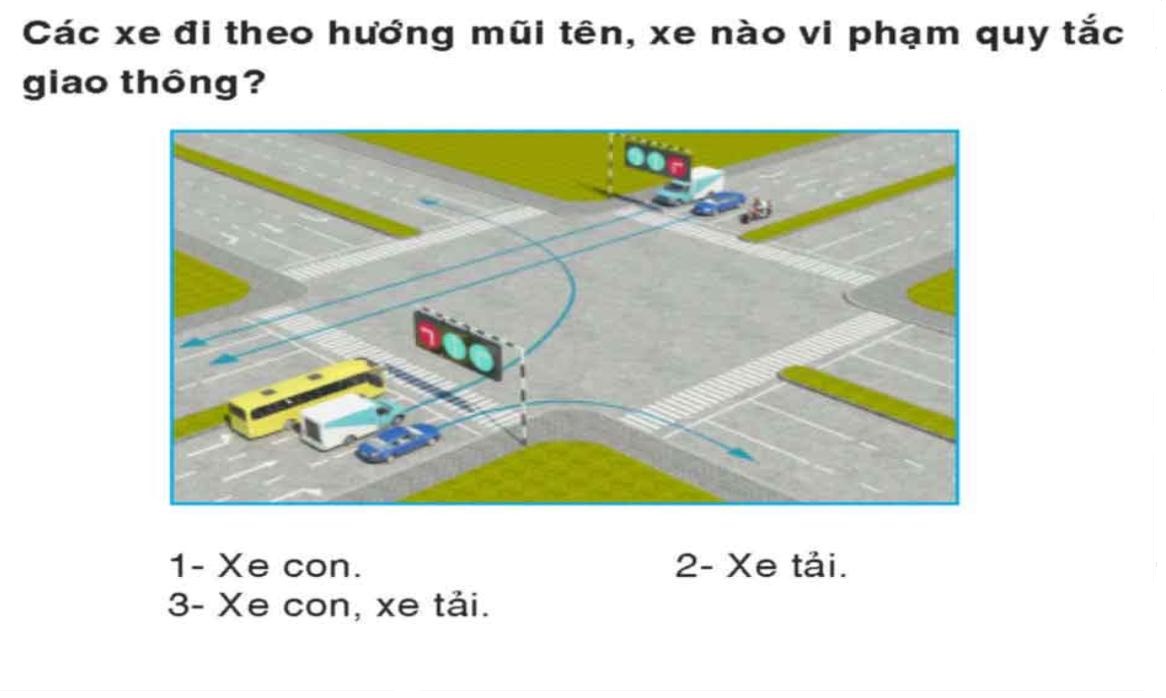 Các xe đi theo hướng mũi tên, xe nào vi phạm quy tắc
giao thông?
1- Xe con.
2- Xe tải.
3- Xe con, xe tải.